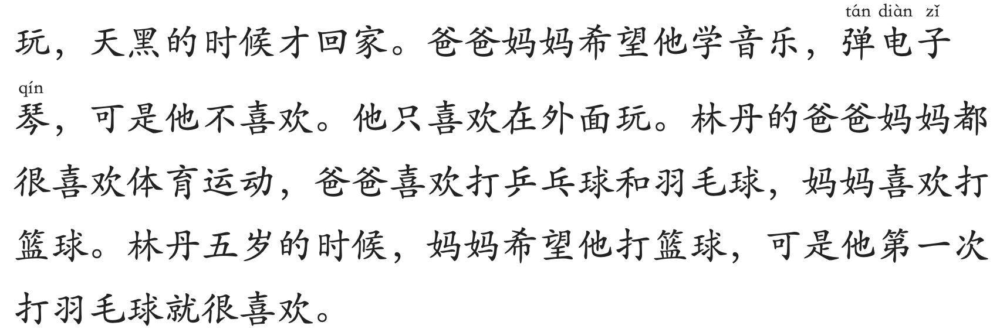 tán diàn zǐ
玩，天黑的时候才回家。爸爸妈妈希望他学音乐，弹电子
qín
琴，可是他不喜欢。他只喜欢在外面玩。林丹的爸爸妈妈都
很喜欢体育运动，爸爸喜欢打乒乓球和羽毛球，妈妈喜欢打
篮球。林丹五岁的时候，妈妈希望他打篮球，可是他第一次
打羽毛球就很喜欢。